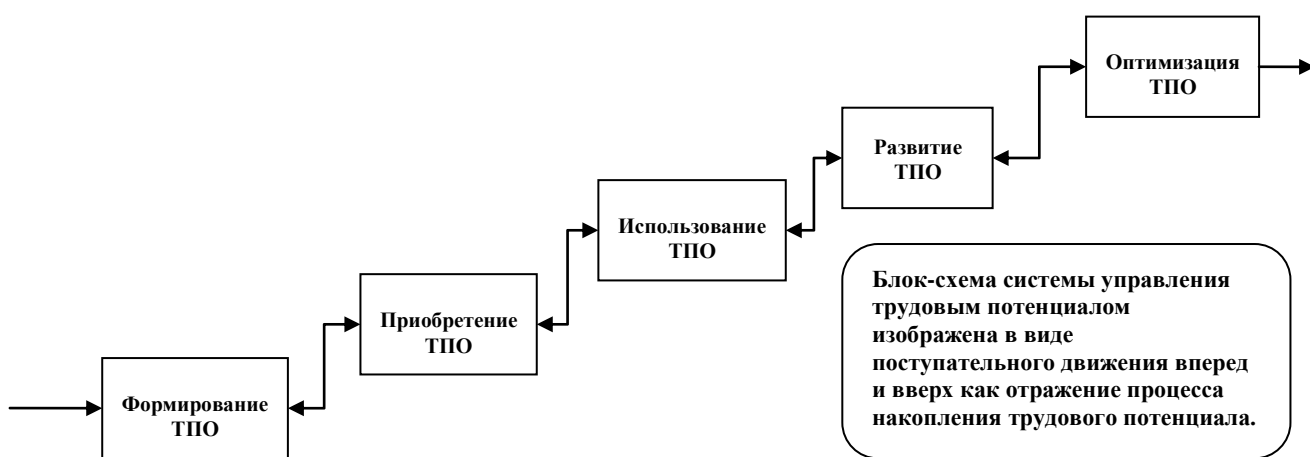 Оптимизация
ТПО
Развитие
ТПО
Использование
ТПО
Приобретение
ТПО
Формирование
ТПО
Блок-схема системы управления
трудовым потенциалом
изображена в виде
поступательного движения вперед
и вверх как отражение процесса
накопления трудового потенциала.